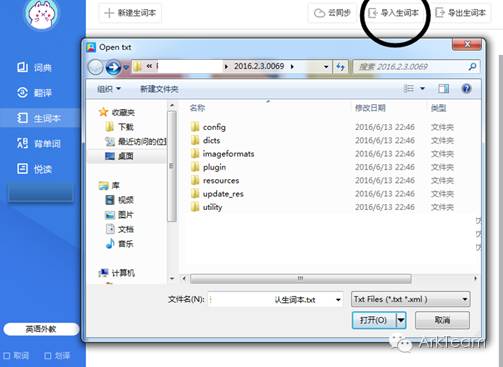 新建生词本
云同步
导入生词本
导出生词本
Open txt
2016.2.3.0069
搜索 2016.2.3.0069
组织
新建文件夹
词典
翻译
生词本
背单词
悦读
收藏夹
下载
最近访问的位置
桌面
库
视频
图片
文档
音乐
计算机
名称
修改日期
类型
config
2016/6/13 22:46
文件夹
dicts
2016/6/13 22:46
文件夹
imageformats
2016/6/13 22:46
文件夹
plugin
2016/6/13 22:46
文件夹
resources
2016/6/13 22:46
文件夹
update_res
2016/6/13 22:46
文件夹
utility
2016/6/13 22:46
文件夹
文件名(N):
认生词本.txt
Txt Files (*.txt *.xml )
打开(O)
取消
英语外教
取词
划译
ArkTeam